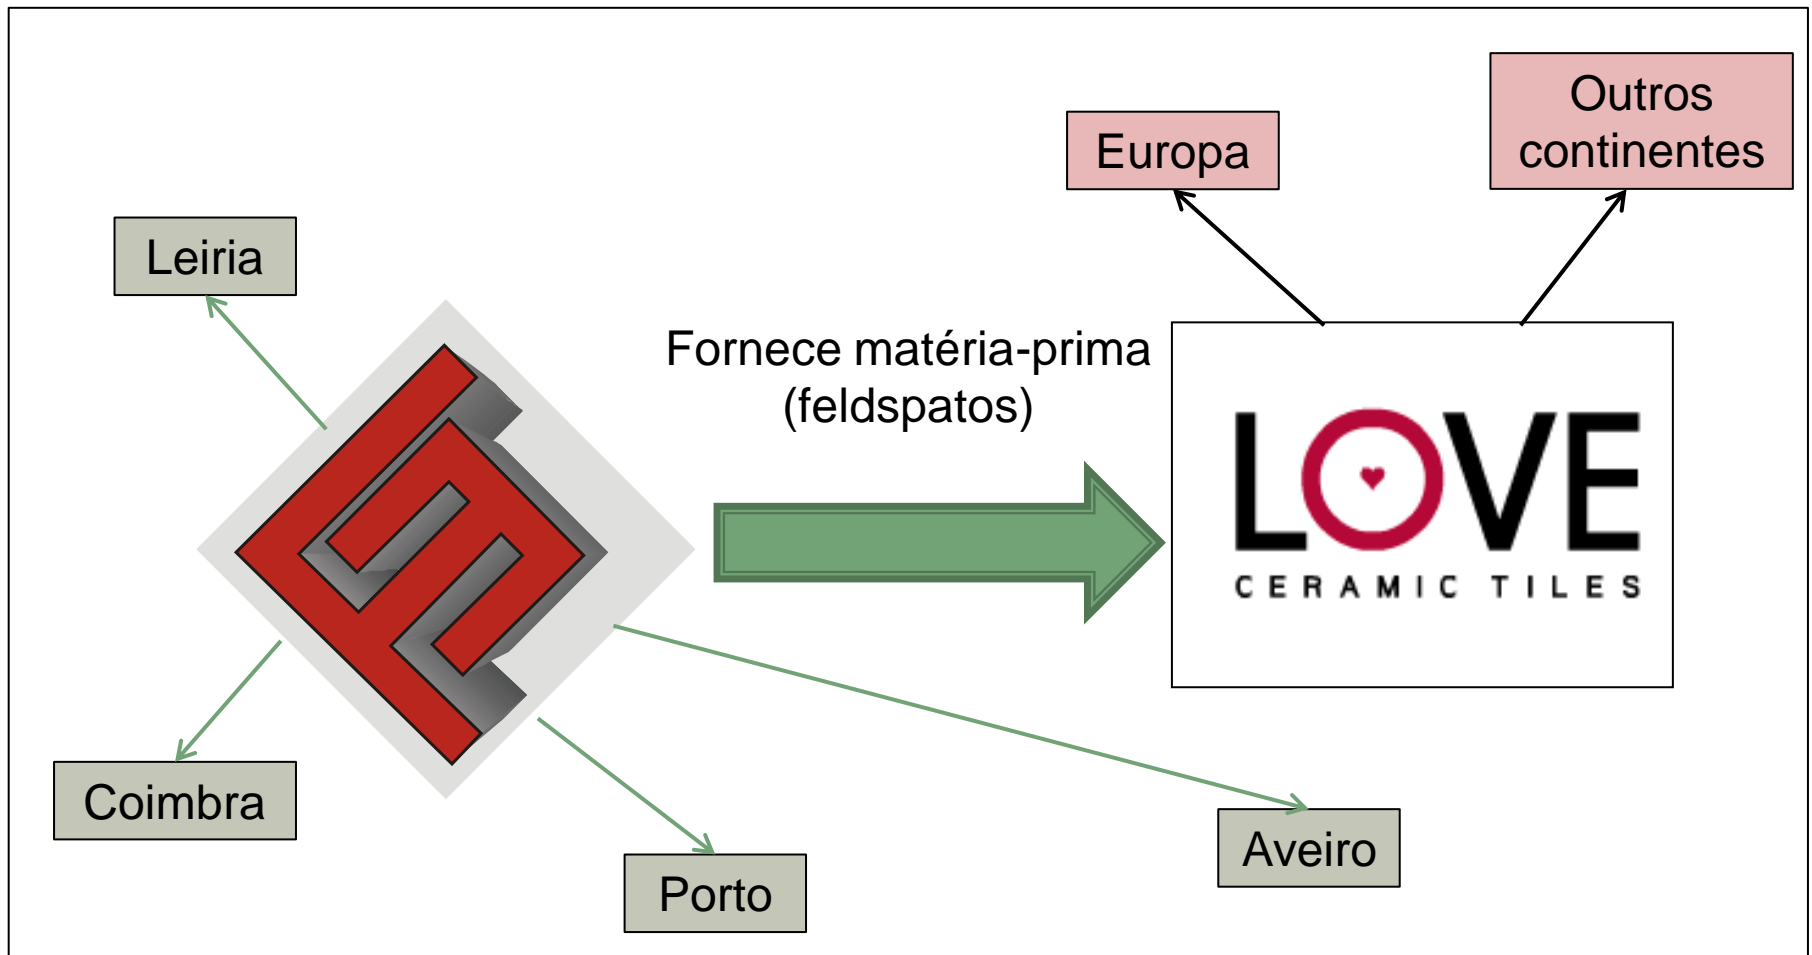 Outros
continentes
Europa
Leiria
Fornece matéria-prima
(feldspatos)
LOVE
CERAMIC TILES
Coimbra
Aveiro
Porto